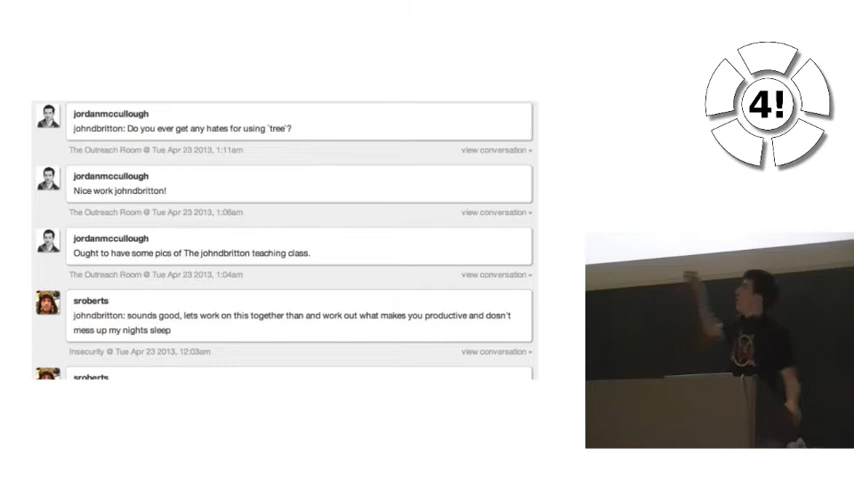 4!
jordanmccullough
johndbritton: Do you ever get any hates for using `tree`?
The Outreach Room @ Tue Apr 23 2013, 1:11am
view conversation »
jordanmccullough
Nice work johndbritton!
The Outreach Room @ Tue Apr 23 2013, 1:06am
view conversation »
jordanmccullough
Ought to have some pics of The johndbritton teaching class.
The Outreach Room @ Tue Apr 23 2013, 1:04am
view conversation »
sroberts
johndbritton: sounds good, lets work on this together than and work out what makes you productive and dosn't
mess up my nights sleep
Insecurity @ Tue Apr 23 2013, 12:03am
view conversation »
sroberts